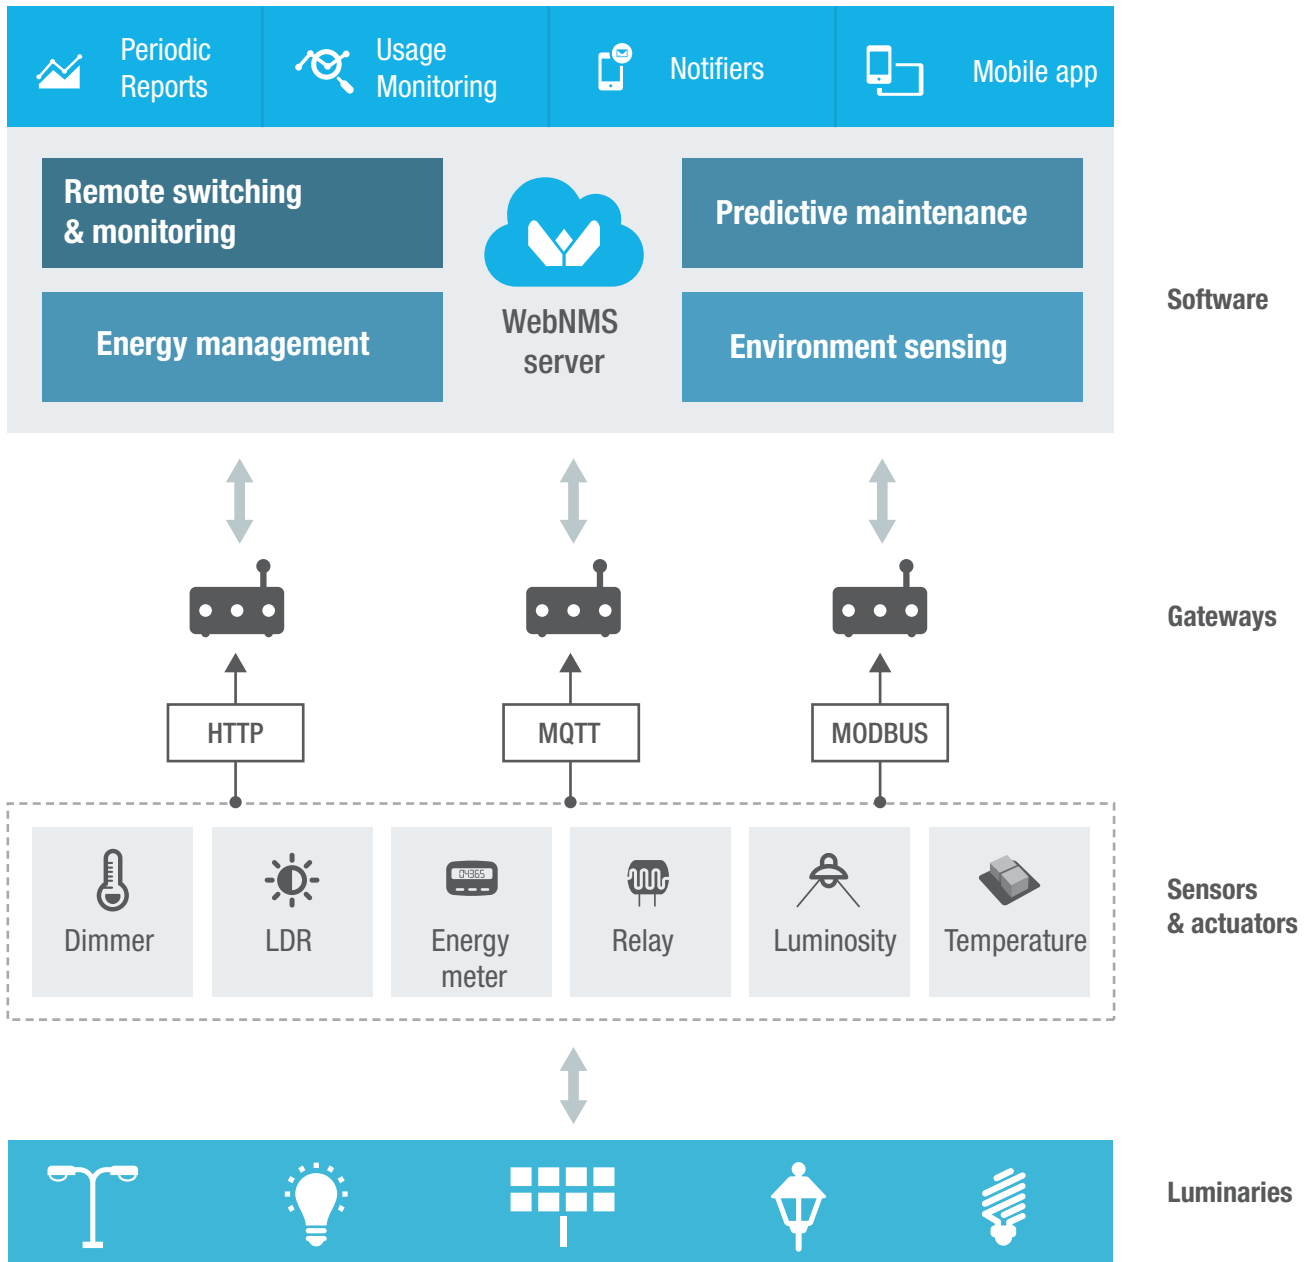 Periodic
Reports
Usage
Monitoring
Notifiers
Mobile app
Remote switching
& monitoring
Predictive maintenance
WebNMS
server
Energy management
Environment sensing
Software
Gateways
HTTP
MQTT
MODBUS
04365
Dimmer
LDR
Energy
meter
Relay
Luminosity
Temperature
Sensors
& actuators
Luminaries